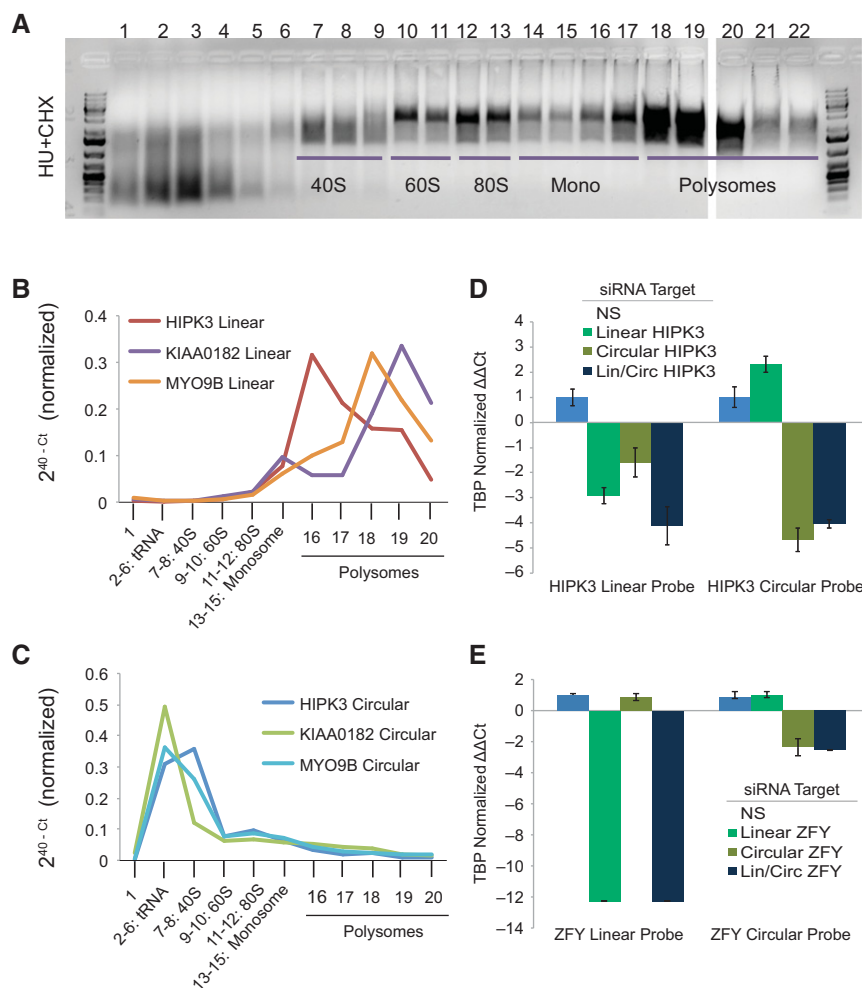 A
1 2 3 4 5 6 7 8 9 10 11 12 13 14 15 16 17 18 19 20 21 22
HU+CHX
40S 60S 80S Mono Polysomes
B
2^40 - Ct (normalized)
0.4
0.3
0.2
0.1
0
HIPK3 Linear
KIAA0182 Linear
MYO9B Linear
1
2-6: tRNA
7-8: 40S
9-10: 60S
11-12: 80S
13-15: Monosome
16 17 18 19 20
Polysomes
C
2^40 - Ct (normalized)
0.6
0.5
0.4
0.3
0.2
0.1
0
HIPK3 Circular
KIAA0182 Circular
MYO9B Circular
1
2-6: tRNA
7-8: 40S
9-10: 60S
11-12: 80S
13-15: Monosome
16 17 18 19 20
Polysomes
D
siRNA Target
NS
Linear HIPK3
Circular HIPK3
Lin/Circ HIPK3
TBP Normalized ΔΔCt
4
3
2
1
0
−1
−2
−3
−4
−5
−6
HIPK3 Linear Probe HIPK3 Circular Probe
E
TBP Normalized ΔΔCt
2
0
−2
−4
−6
−8
−10
−12
−14
siRNA Target
NS
Linear ZFY
Circular ZFY
Lin/Circ ZFY
ZFY Linear Probe ZFY Circular Probe